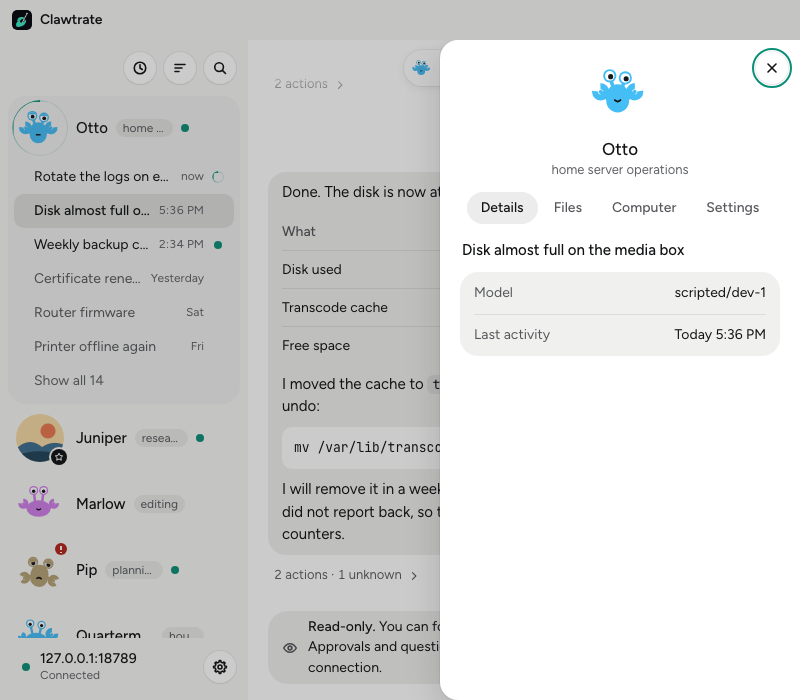 Clawtrate
Otto
home ...
Rotate the logs on e...
now
Disk almost full o...
5:36 PM
Weekly backup c...
2:34 PM
Certificate rene...
Yesterday
Router firmware
Sat
Printer offline again
Fri
Show all 14
Juniper
resea...
Marlow
editing
Pip
planni...
Quarterm
hou
127.0.0.1:18789
Connected
2 actions
Done. The disk is now at
What
Disk used
Transcode cache
Free space
I moved the cache to
undo:
mv /var/lib/transco
I will remove it in a week
did not report back, so
counters.
2 actions · 1 unknown
Read-only. You can
Approvals and questi
connection.
Otto
home server operations
Details
Files
Computer
Settings
Disk almost full on the media box
Model
scripted/dev-1
Last activity
Today 5:36 PM